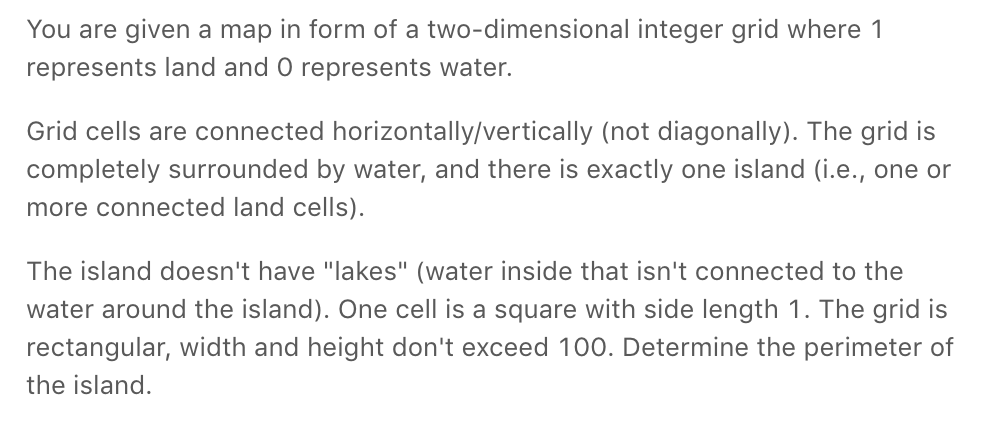 You are given a map in form of a two-dimensional integer grid where 1
represents land and 0 represents water.
Grid cells are connected horizontally/vertically (not diagonally). The grid is
completely surrounded by water, and there is exactly one island (i.e., one or
more connected land cells).
The island doesn't have "lakes" (water inside that isn't connected to the
water around the island). One cell is a square with side length 1. The grid is
rectangular, width and height don't exceed 100. Determine the perimeter of
the island.